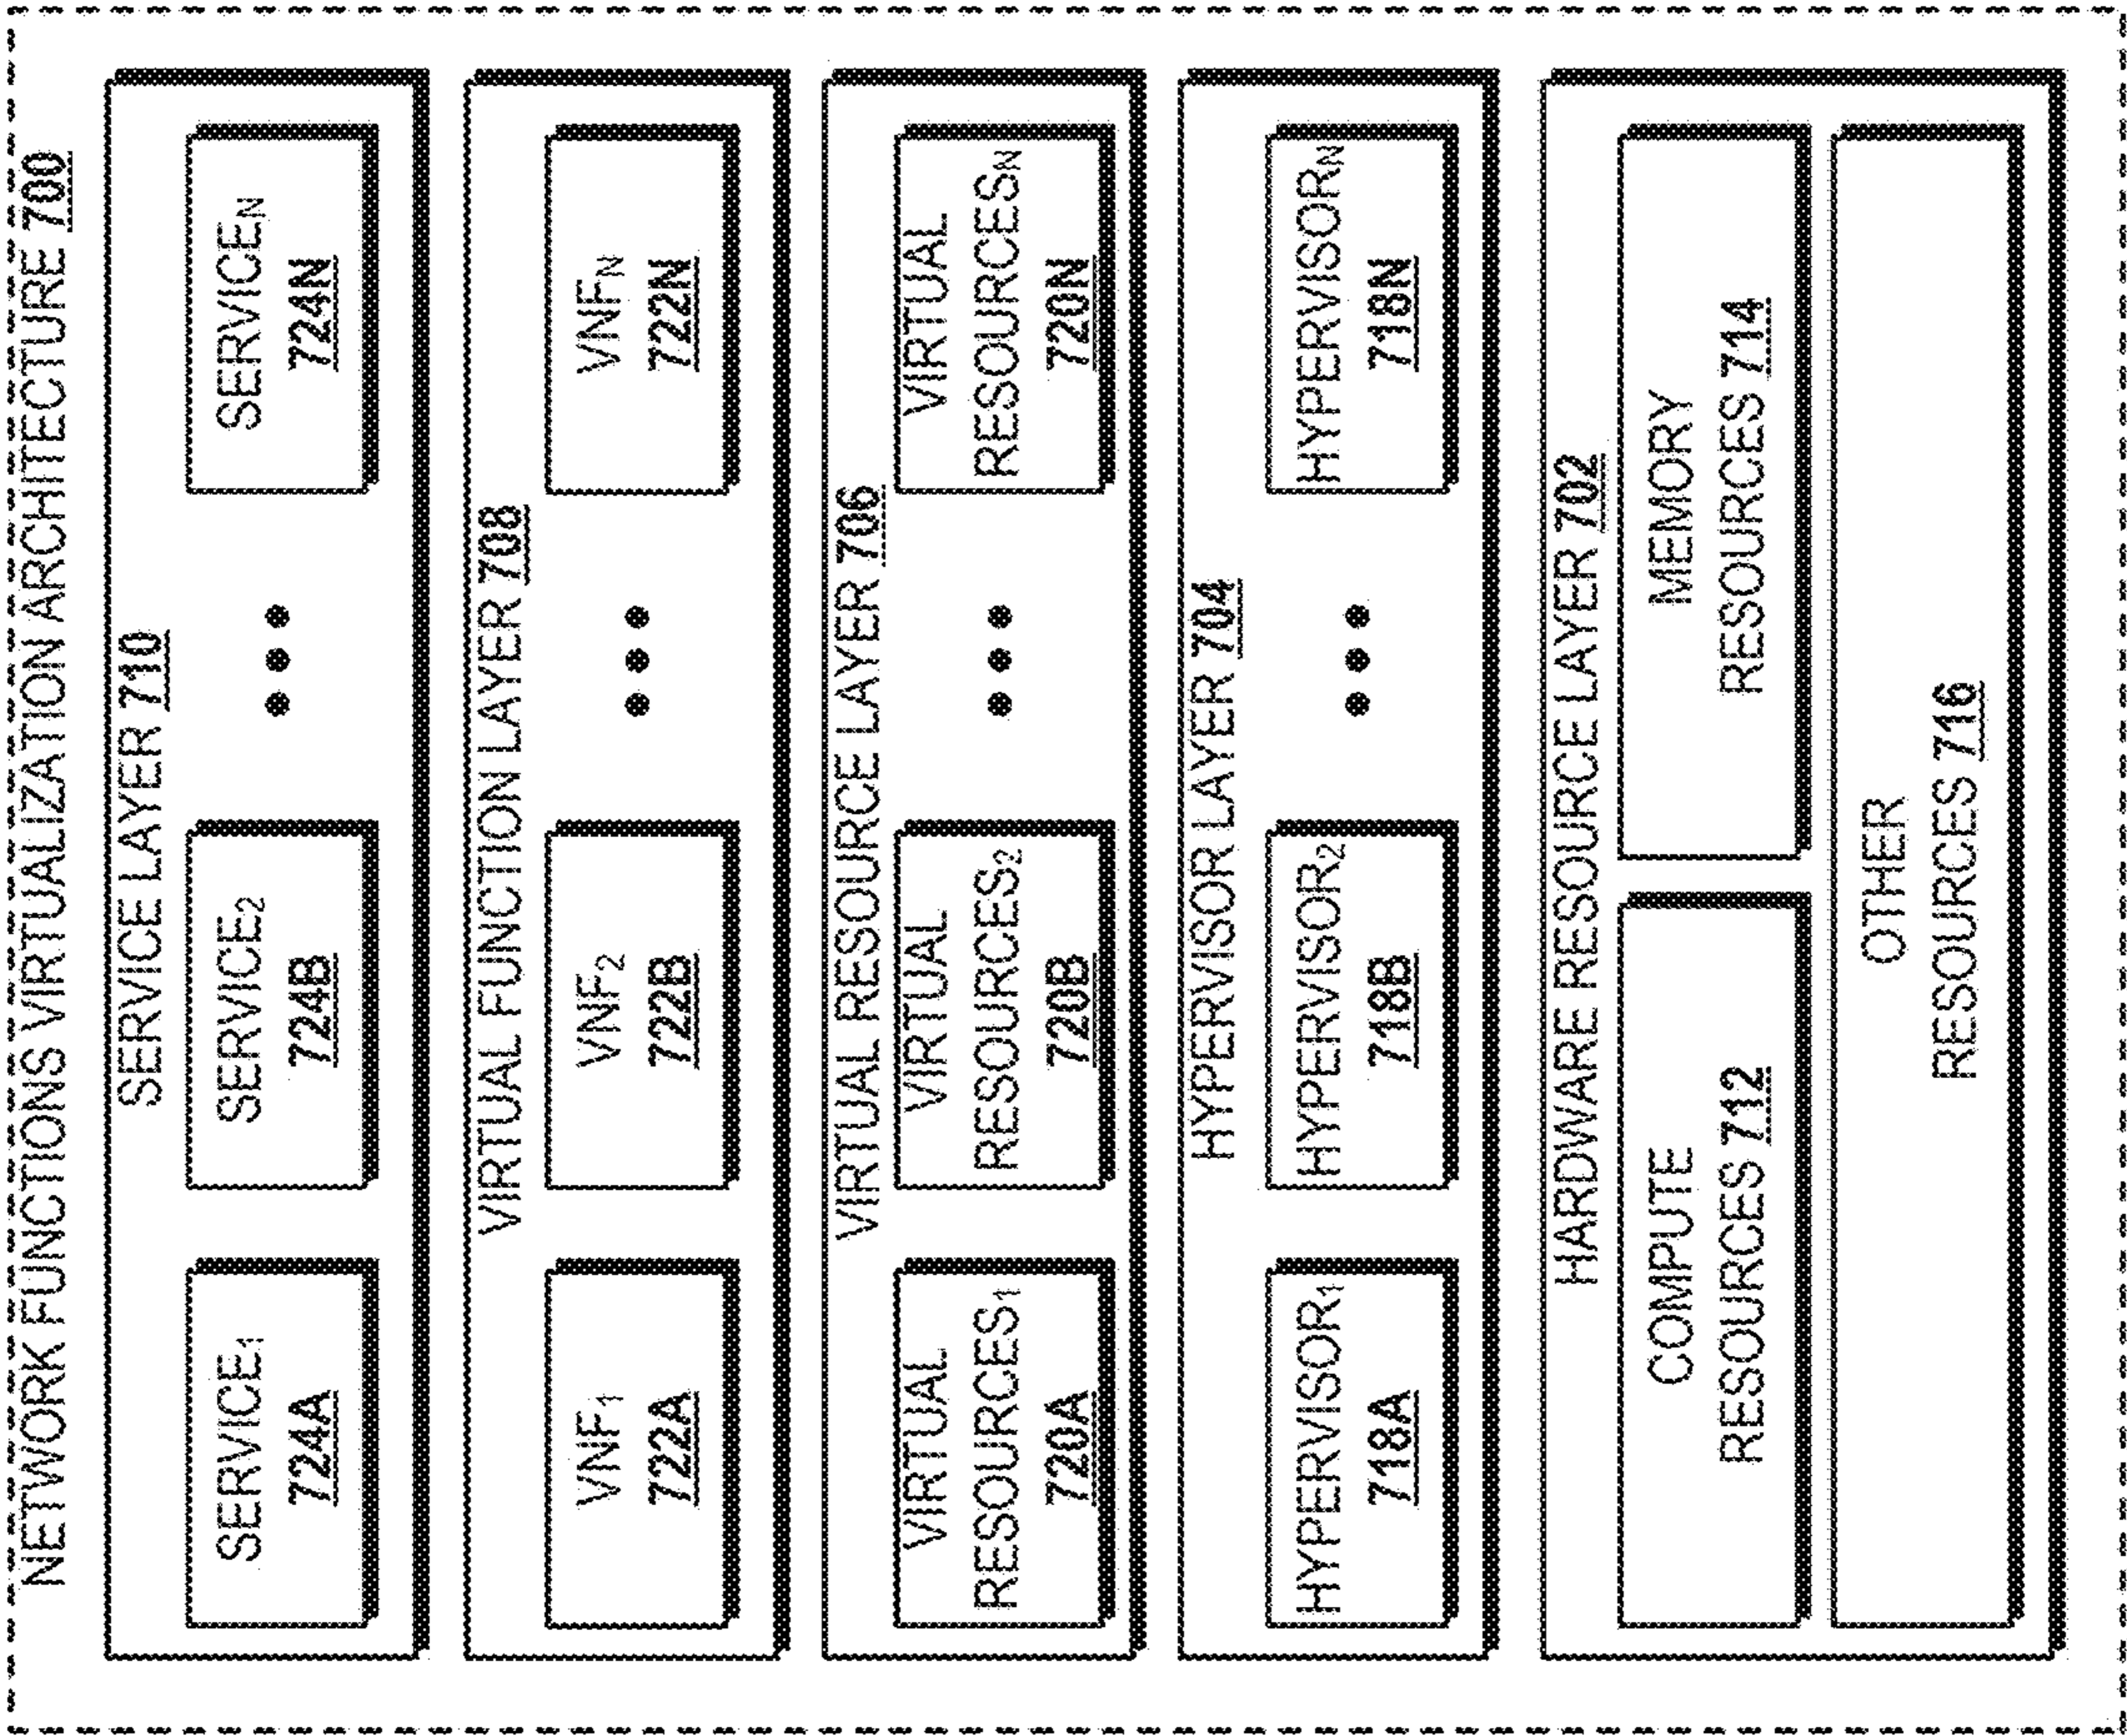 NETWORK FUNCTIONS VIRTUALIZATION ARCHITECTURE 700
SERVICE LAYER 710
SERVICE₁
724A
SERVICE₂
724B
SERVICEN
724N
VIRTUAL FUNCTION LAYER 708
VNF₁
722A
VNF₂
722B
VNFN
722N
VIRTUAL RESOURCE LAYER 706
VIRTUAL
RESOURCES₁
720A
VIRTUAL
RESOURCES₂
720B
VIRTUAL
RESOURCESN
720N
HYPERVISOR LAYER 704
HYPERVISOR₁
718A
HYPERVISOR₂
718B
HYPERVISORN
718N
HARDWARE RESOURCE LAYER 702
COMPUTE
RESOURCES 712
MEMORY
RESOURCES 714
OTHER
RESOURCES 716